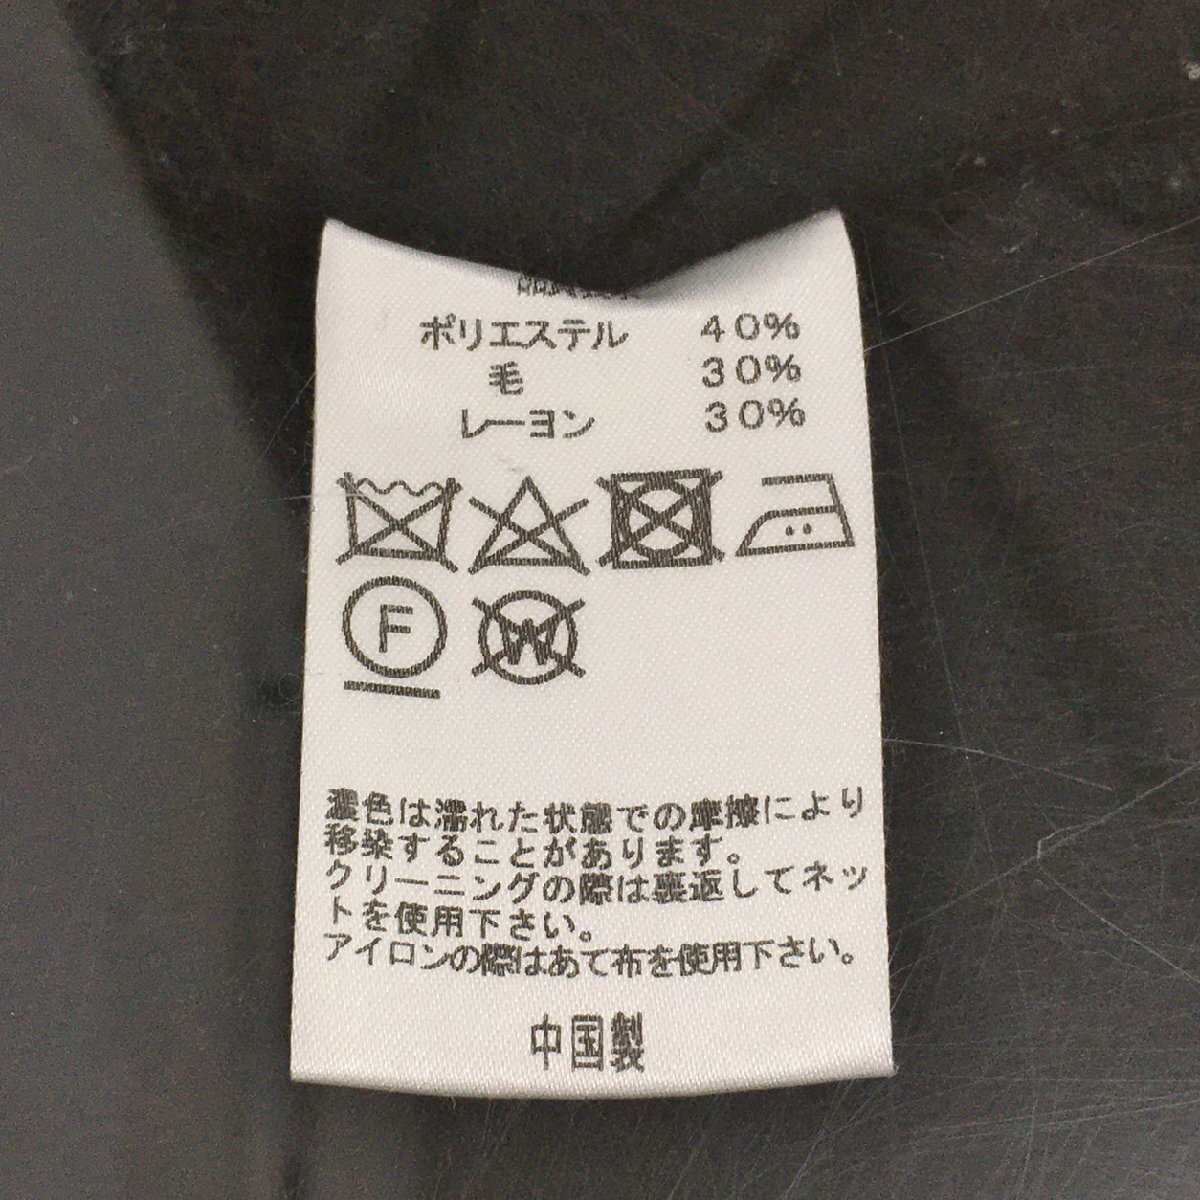 ポリエステル 40%
毛 30%
レーヨン 30%
F W
濃色は濡れた状態での摩擦により
移染することがあります。
クリーニングの際は裏返してネッ
トを使用下さい。
アイロンの際はあて布を使用下さい。
中国製